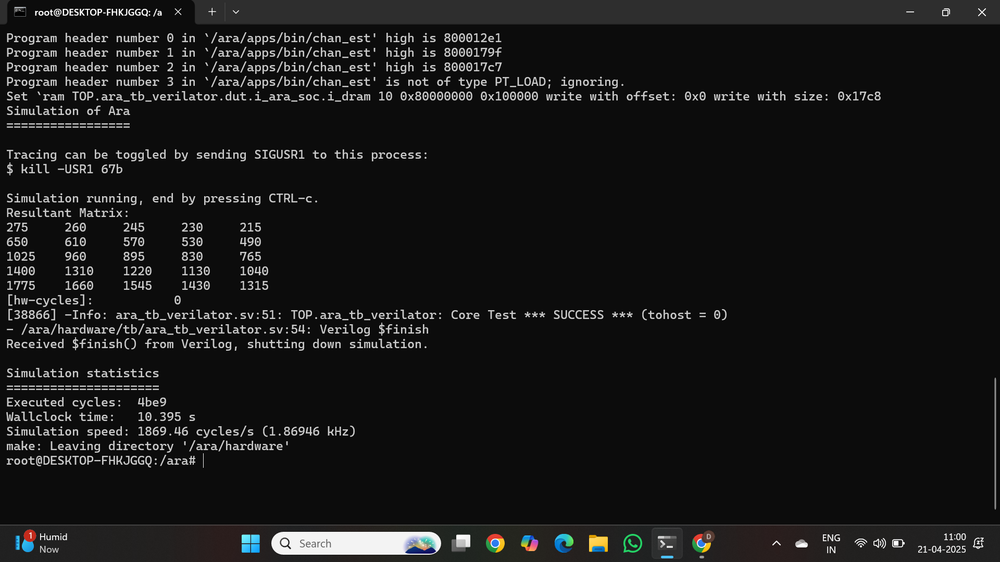 root@DESKTOP-FHKJGGQ: /a
Program header number 0 in `/ara/apps/bin/chan_est' high is 800012e1
Program header number 1 in `/ara/apps/bin/chan_est' high is 8000179f
Program header number 2 in `/ara/apps/bin/chan_est' high is 800017c7
Program header number 3 in `/ara/apps/bin/chan_est' is not of type PT_LOAD; ignoring.
Set `ram TOP.ara_tb_verilator.dut.i_ara_soc.i_dram 10 0x80000000 0x100000 write with offset: 0x0 write with size: 0x17c8
Simulation of Ara
=================
Tracing can be toggled by sending SIGUSR1 to this process:
$ kill -USR1 67b
Simulation running, end by pressing CTRL-c.
Resultant Matrix:
275 260 245 230 215
650 610 570 530 490
1025 960 895 830 765
1400 1310 1220 1130 1040
1775 1660 1545 1430 1315
[hw-cycles]: 0
[38866] -Info: ara_tb_verilator.sv:51: TOP.ara_tb_verilator: Core Test *** SUCCESS *** (tohost = 0)
- /ara/hardware/tb/ara_tb_verilator.sv:54: Verilog $finish
Received $finish() from Verilog, shutting down simulation.
Simulation statistics
=====================
Executed cycles: 4be9
Wallclock time: 10.395 s
Simulation speed: 1869.46 cycles/s (1.86946 kHz)
make: Leaving directory '/ara/hardware'
root@DESKTOP-FHKJGGQ:/ara#
1
Humid
Now
Search
D
ENG
IN
11:00
21-04-2025